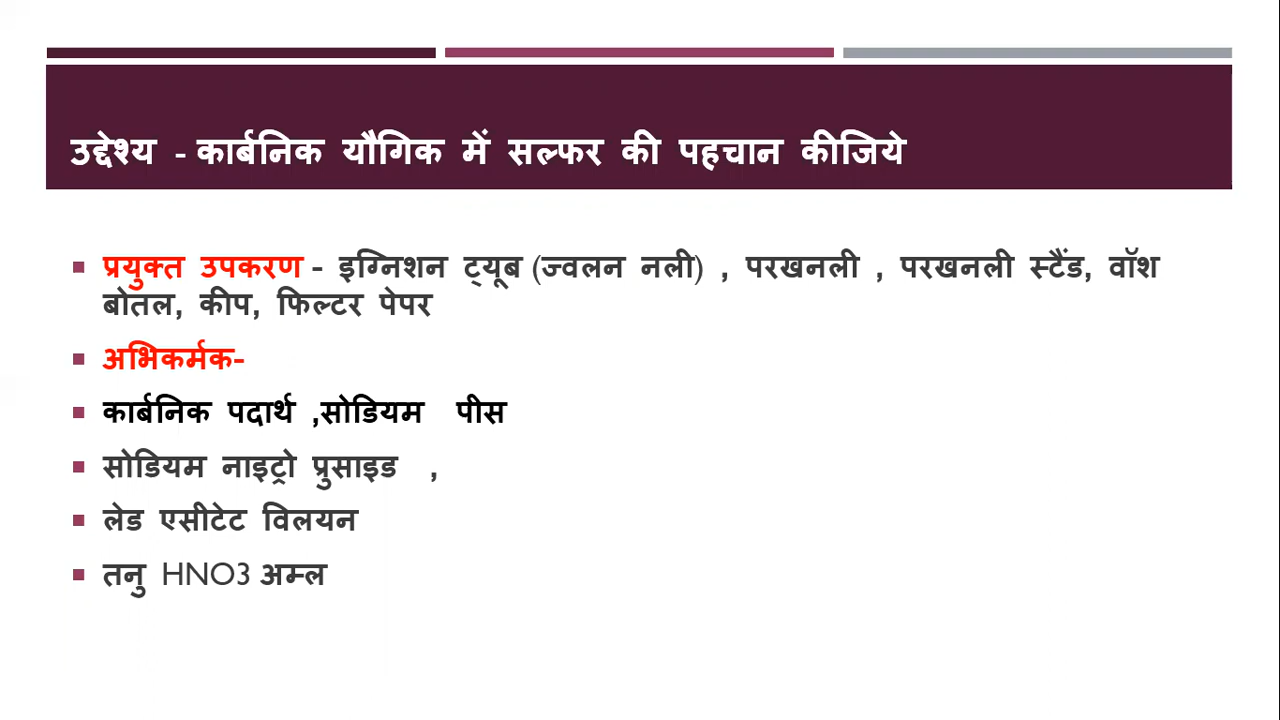 उद्देश्य - कार्बनिक यौगिक में सल्फर की पहचान कीजिये
प्रयुक्त उपकरण - इग्निशन ट्यूब (ज्वलन नली) , परखनली , परखनली स्टैंड, वॉश
बोतल, कीप, फिल्टर पेपर
अभिकर्मक-
कार्बनिक पदार्थ ,सोडियम पीस
सोडियम नाइट्रो प्रुसाइड ,
लेड एसीटेट विलयन
तनु HNO3 अम्ल